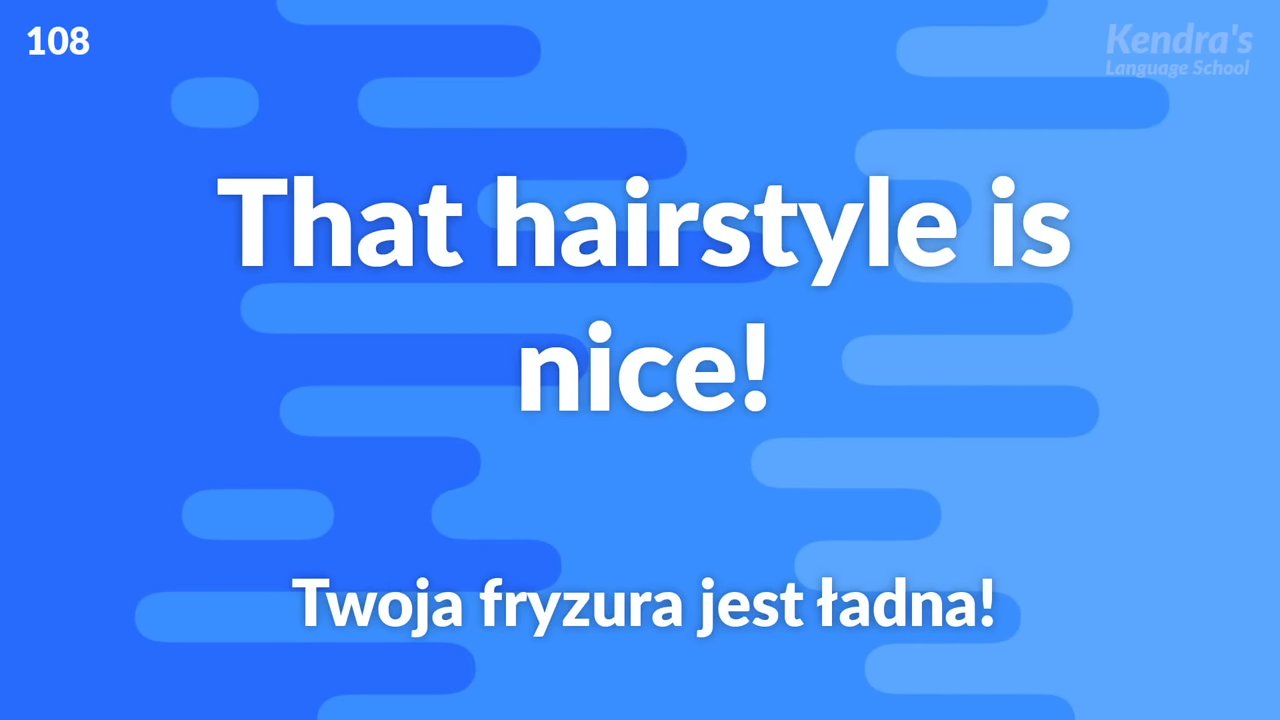 108
Kendra's
Language School
That hairstyle is
nice!
Twoja fryzura jest ładna!